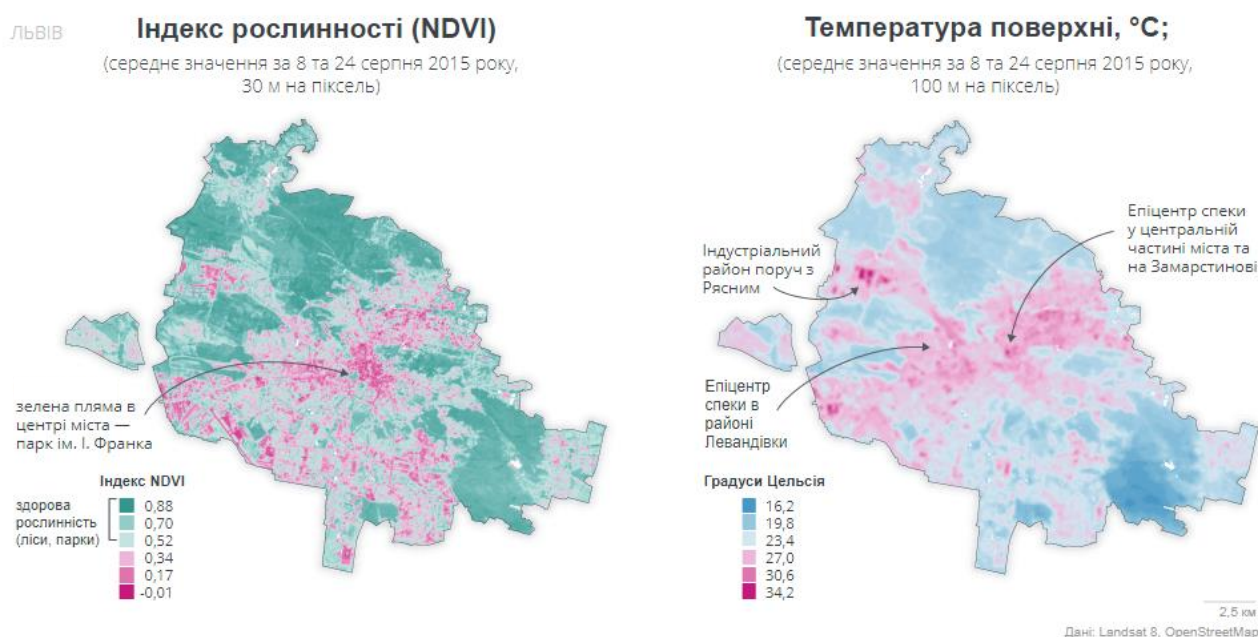 ЛЬВІВ
Індекс рослинності (NDVI)
(середнє значення за 8 та 24 серпня 2015 року,
30 м на піксель)
зелена пляма в
центрі міста —
парк ім. І. Франка
Індекс NDVI
здорова
рослинність
(ліси, парки)
0,88
0,70
0,52
0,34
0,17
-0,01
Температура поверхні, °C;
(середнє значення за 8 та 24 серпня 2015 року,
100 м на піксель)
Індустріальний
район поруч з
Рясним
Епіцентр спеки
у центральній
частині міста та
на Замарстинові
Епіцентр
спеки в
районі
Левандівки
Градуси Цельсія
16,2
19,8
23,4
27,0
30,6
34,2
2,5 км
Дані: Landsat 8, OpenStreetMap